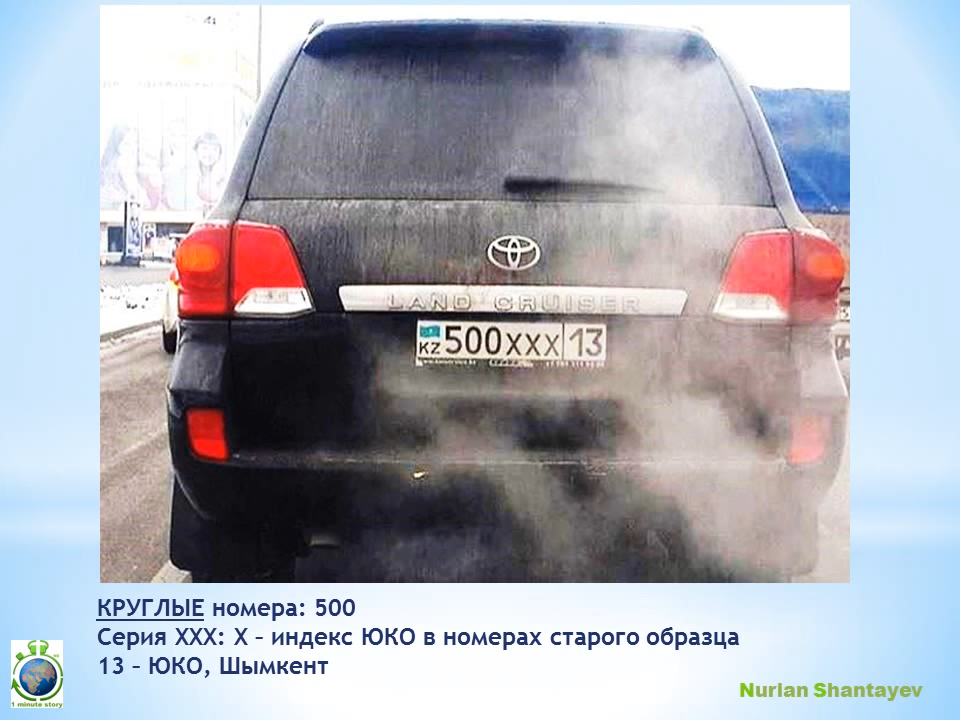 LAND CRUISER
KZ 500XXX 13
КРУГЛЫЕ номера: 500
Серия XXX: X – индекс ЮКО в номерах старого образца
13 – ЮКО, Шымкент
1 minute story
Nurlan Shantayev